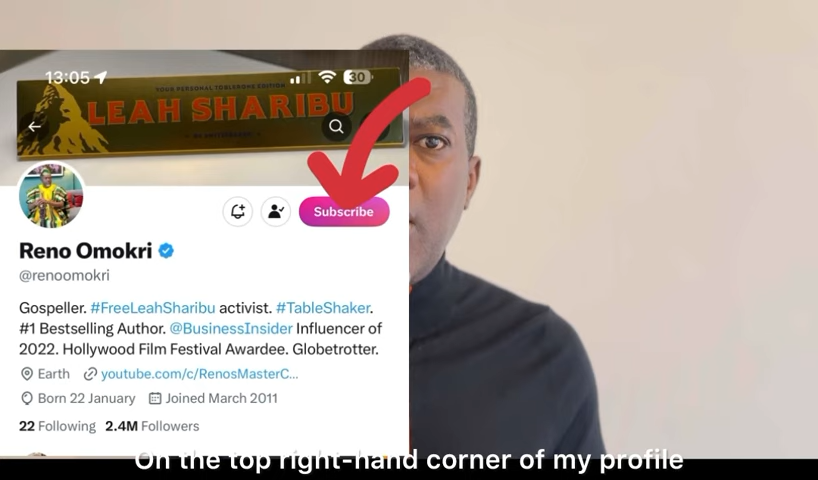 13:05
30
YOUR PERSONAL TOBLERONE EDITION
LEAH SHARIBU
Subscribe
Reno Omokri
@renoomokri
Gospeller. #FreeLeahSharibu activist. #TableShaker.
#1 Bestselling Author. @BusinessInsider Influencer of
2022. Hollywood Film Festival Awardee. Globetrotter.
Earth youtube.com/c/RenosMasterC...
Born 22 January Joined March 2011
22 Following 2.4M Followers
On the top right-hand corner of my profile